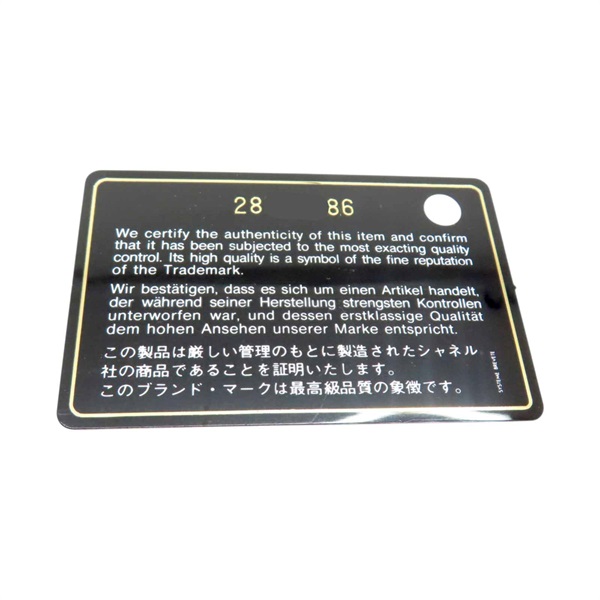 28 86
We certify the authenticity of this item and confirm
that it has been subjected to the most exacting quality
control. Its high quality is a symbol of the fine reputation
of the Trademark.
Wir bestätigen, dass es sich um einen Artikel handelt,
der während seiner Herstellung strengsten Kontrollen
unterworfen war, und dessen erstklassige Qualität
dem hohen Ansehen unserer Marke entspricht.
この製品は厳しい管理のもとに製造されたシャネル
社の商品であることを証明いたします。
このブランド・マークは最高級品質の象徴です。